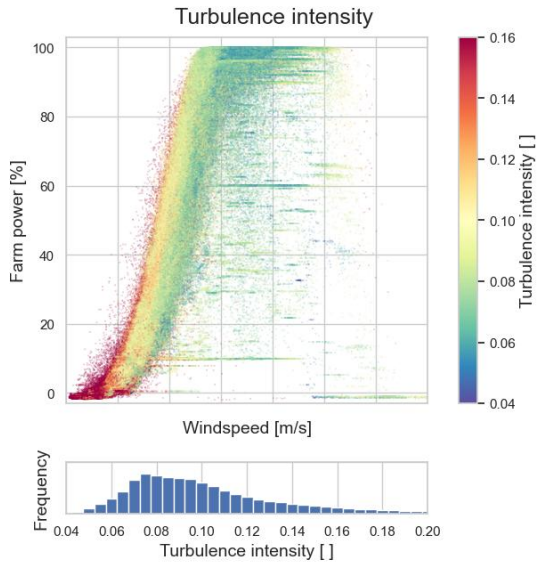 Turbulence intensity
Farm power [%]
100
80
60
40
20
0
Windspeed [m/s]
0.16
0.14
0.12
0.10
0.08
0.06
0.04
Turbulence intensity [ ]
Frequency
0.04 0.06 0.08 0.10 0.12 0.14 0.16 0.18 0.20
Turbulence intensity [ ]